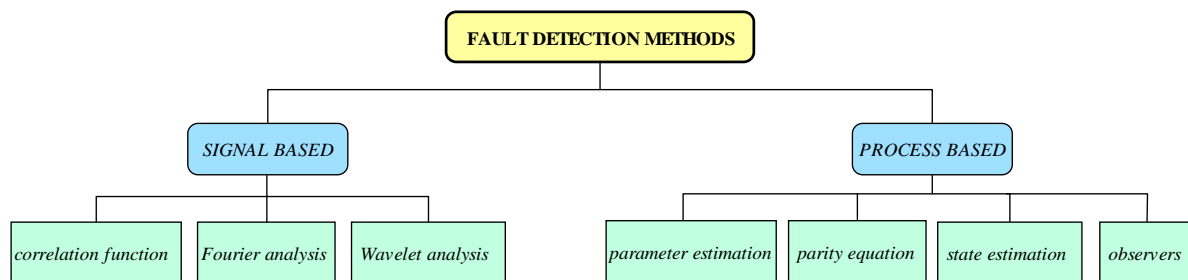 FAULT DETECTION METHODS
SIGNAL BASED
PROCESS BASED
correlation function
Fourier analysis
Wavelet analysis
parameter estimation
parity equation
state estimation
observers